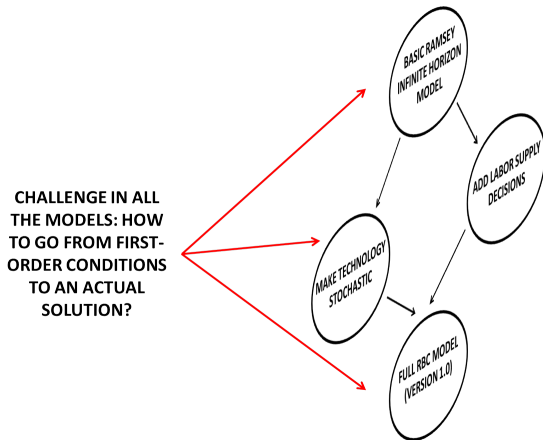 BASIC RAMSEY
INFINITE HORIZON
MODEL
ADD LABOR SUPPLY
DECISIONS
CHALLENGE IN ALL
THE MODELS: HOW
TO GO FROM FIRST-
ORDER CONDITIONS
TO AN ACTUAL
SOLUTION?
MAKE TECHNOLOGY
STOCHASTIC
FULL RBC MODEL
(VERSION 1.0)